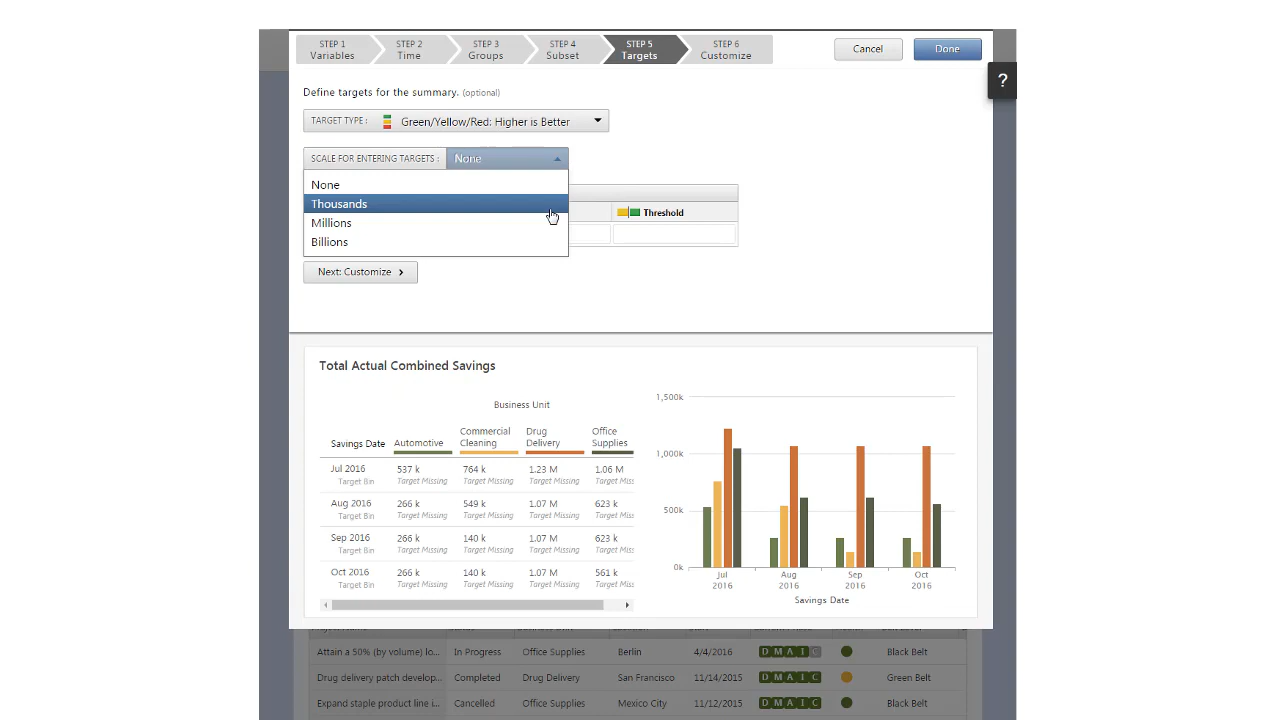 STEP 1
Variables
STEP 2
Time
STEP 3
Groups
STEP 4
Subset
STEP 5
Targets
STEP 6
Customize
Cancel
Done
?
Define targets for the summary. (optional)
TARGET TYPE :
Green/Yellow/Red: Higher is Better
SCALE FOR ENTERING TARGETS :
None
None
Thousands
Millions
Billions
Threshold
Next: Customize
Total Actual Combined Savings
Business Unit
Savings Date
Automotive
Commercial
Cleaning
Drug
Delivery
Office
Supplies
Jul 2016 537 k 764 k 1.23 M 1.06 M
Target Bin Target Missing Target Missing Target Missing Target Miss
Aug 2016 266 k 549 k 1.07 M 623 k
Target Bin Target Missing Target Missing Target Missing Target Miss
Sep 2016 266 k 140 k 1.07 M 623 k
Target Bin Target Missing Target Missing Target Missing Target Miss
Oct 2016 266 k 140 k 1.07 M 561 k
Target Bin Target Missing Target Missing Target Missing Target Miss
1,500k
1,000k
500k
0k
Jul
2016
Aug
2016
Sep
2016
Oct
2016
Savings Date
Attain a 50% (by volume) lo... In Progress Office Supplies Berlin 4/4/2016 D M A I C Black Belt
Drug delivery patch develop... Completed Drug Delivery San Francisco 11/14/2015 D M A I C Green Belt
Expand staple product line i... Cancelled Office Supplies Mexico City 11/12/2015 D M A I C Black Belt